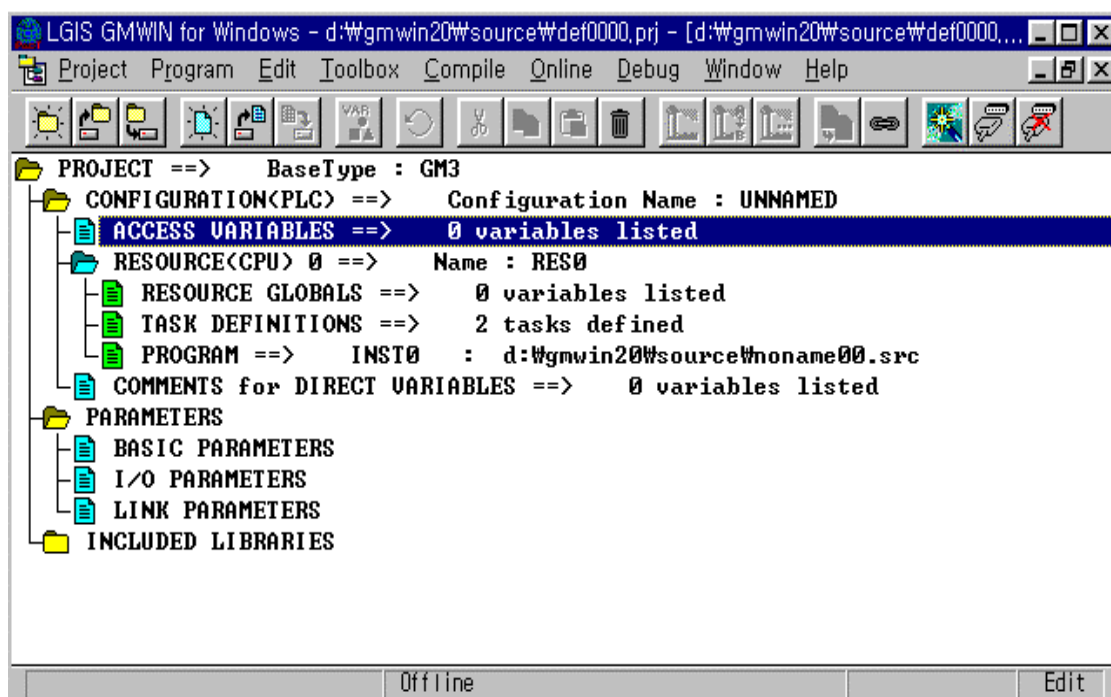 LGIS GMWIN for Windows - d:₩gmwin20₩source₩def0000.prj - [d:₩gmwin20₩source₩def0000,...
Project Program Edit Toolbox Compile Online Debug Window Help
VAR
PROJECT ==> BaseType : GM3
CONFIGURATION(PLC) ==> Configuration Name : UNNAMED
ACCESS VARIABLES ==> 0 variables listed
RESOURCE(CPU) 0 ==> Name : RES0
RESOURCE GLOBALS ==> 0 variables listed
TASK DEFINITIONS ==> 2 tasks defined
PROGRAM ==> INST0 : d:₩gmwin20₩source₩noname00.src
COMMENTS for DIRECT VARIABLES ==> 0 variables listed
PARAMETERS
BASIC PARAMETERS
I/O PARAMETERS
LINK PARAMETERS
INCLUDED LIBRARIES
Offline Edit